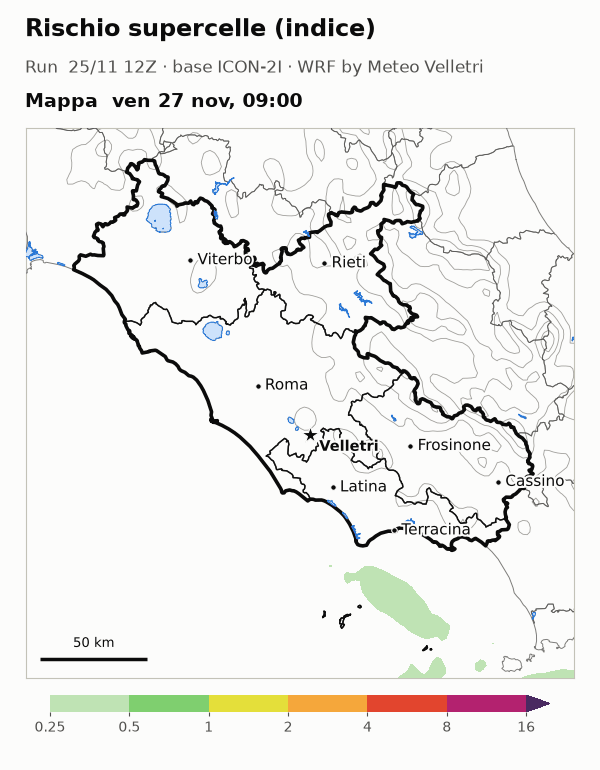 Rischio supercelle (indice)
Run  25/11 12Z · base ICON-2I · WRF by Meteo Velletri
Mappa  ven 27 nov, 09:00
Viterbo
Rieti
Roma
Velletri
Frosinone
Latina
Cassino
Terracina
50 km
0.25 0.5 1 2 4 8 16